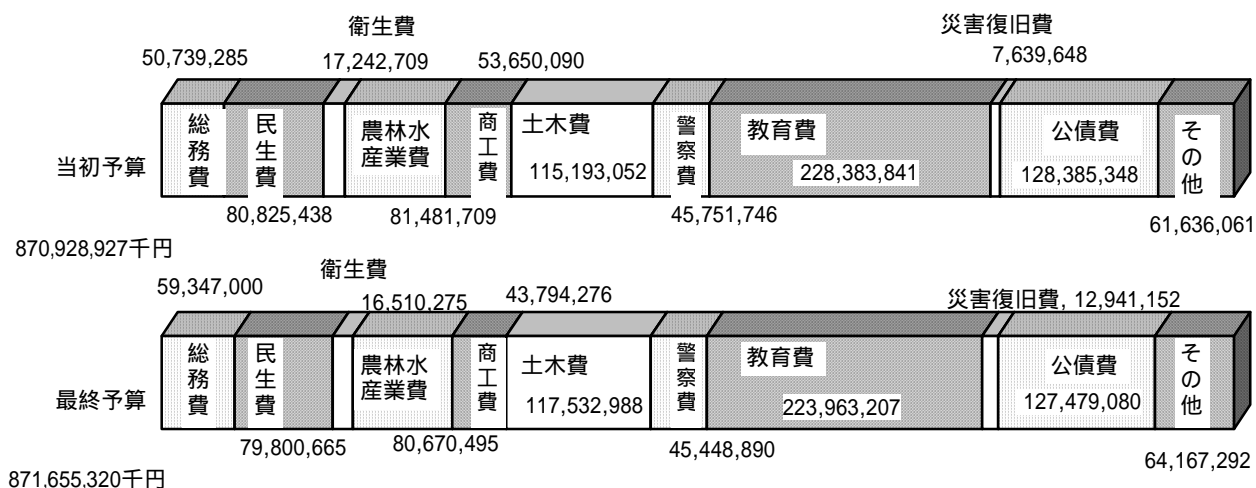 衛生費
災害復旧費
50,739,285 17,242,709 53,650,090 7,639,648
総務費 民生費 農林水産業費 商工費 土木費 警察費 教育費 公債費 その他
当初予算 115,193,052 228,383,841 128,385,348
80,825,438 81,481,709 45,751,746 61,636,061
870,928,927千円
衛生費
59,347,000 16,510,275 43,794,276 災害復旧費, 12,941,152
総務費 民生費 農林水産業費 商工費 土木費 警察費 教育費 公債費 その他
最終予算 117,532,988 223,963,207 127,479,080
79,800,665 80,670,495 45,448,890 64,167,292
871,655,320千円